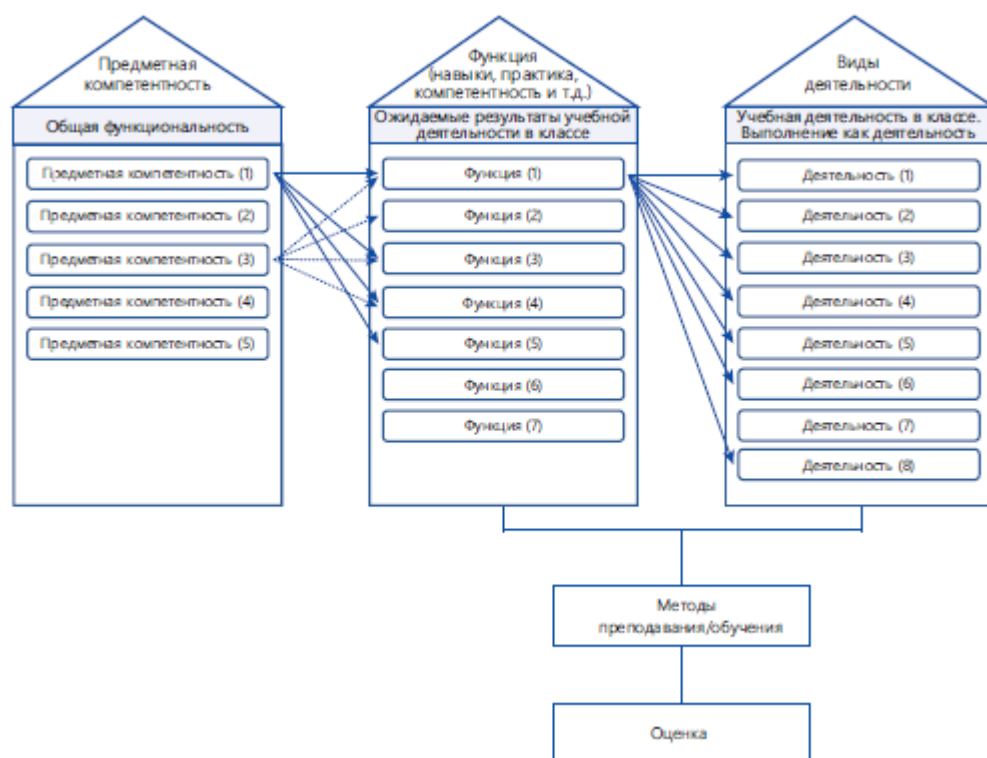 Предметная
компетентность
Общая функциональность
Предметная компетентность (1)
Предметная компетентность (2)
Предметная компетентность (3)
Предметная компетентность (4)
Предметная компетентность (5)
Функция
(навыки, практика,
компетентность и т.д.)
Ожидаемые результаты учебной
деятельности в классе
Функция (1)
Функция (2)
Функция (3)
Функция (4)
Функция (5)
Функция (6)
Функция (7)
Виды
деятельности
Учебная деятельность в классе.
Выполнение как деятельность
Деятельность (1)
Деятельность (2)
Деятельность (3)
Деятельность (4)
Деятельность (5)
Деятельность (6)
Деятельность (7)
Деятельность (8)
Методы
преподавания/обучения
Оценка